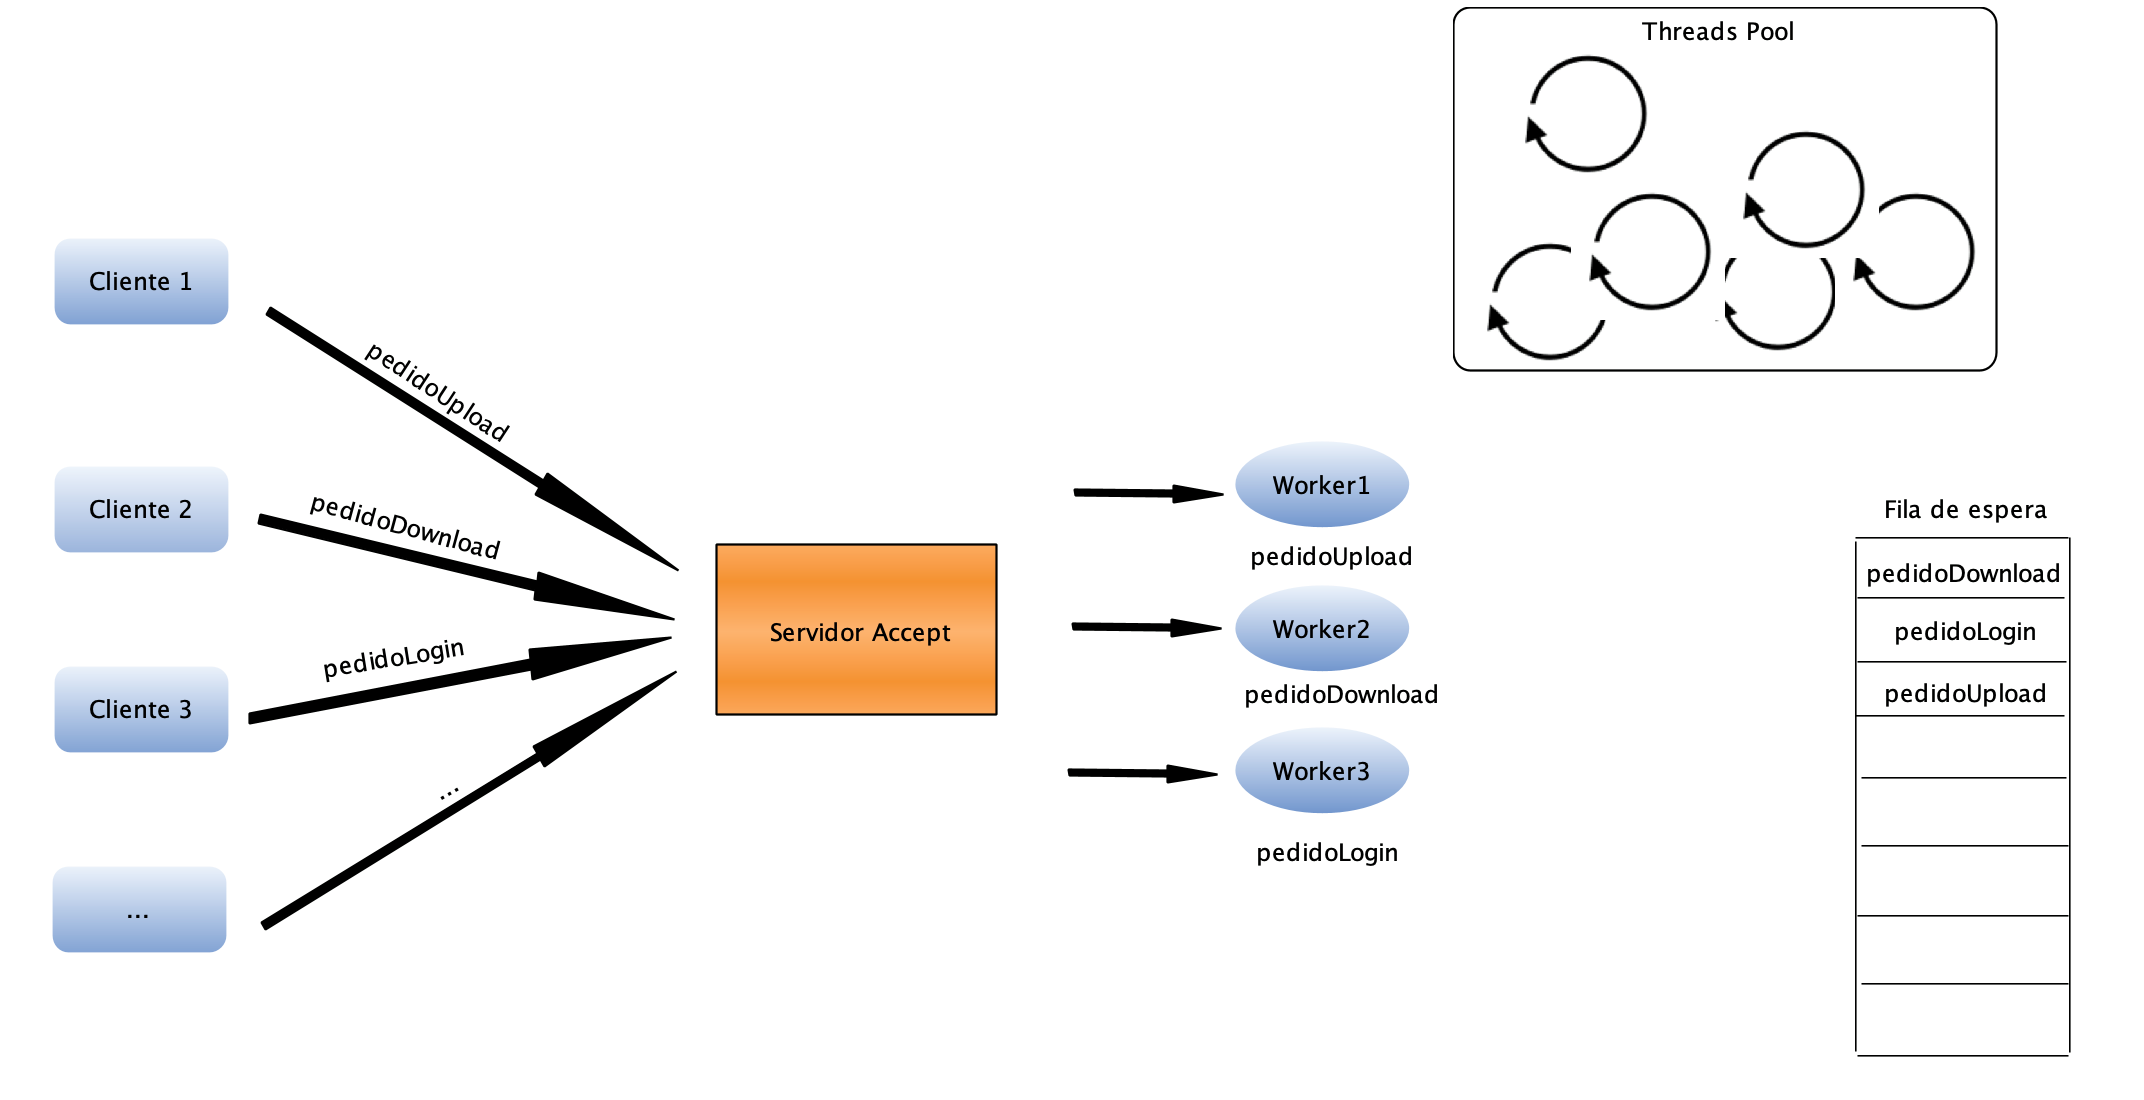 Threads Pool
Cliente 1
pedidoUpload
Cliente 2
pedidoDownload
Cliente 3
pedidoLogin
...
...
Servidor Accept
Worker1
pedidoUpload
Worker2
pedidoDownload
Worker3
pedidoLogin
Fila de espera
pedidoDownload
pedidoLogin
pedidoUpload